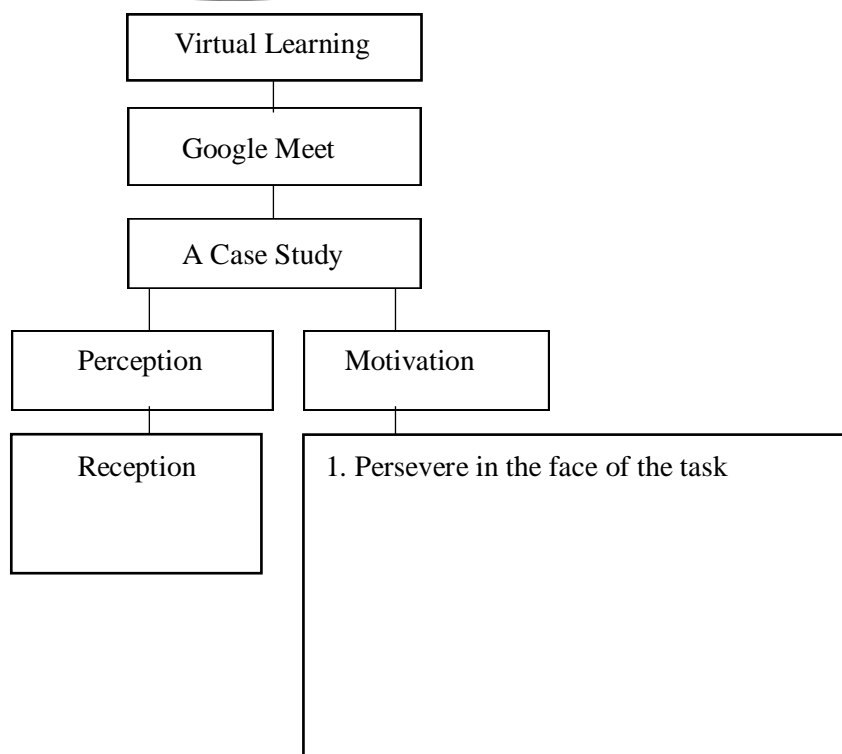 Virtual Learning
Google Meet
A Case Study
Perception
Motivation
Reception
1. Persevere in the face of the task